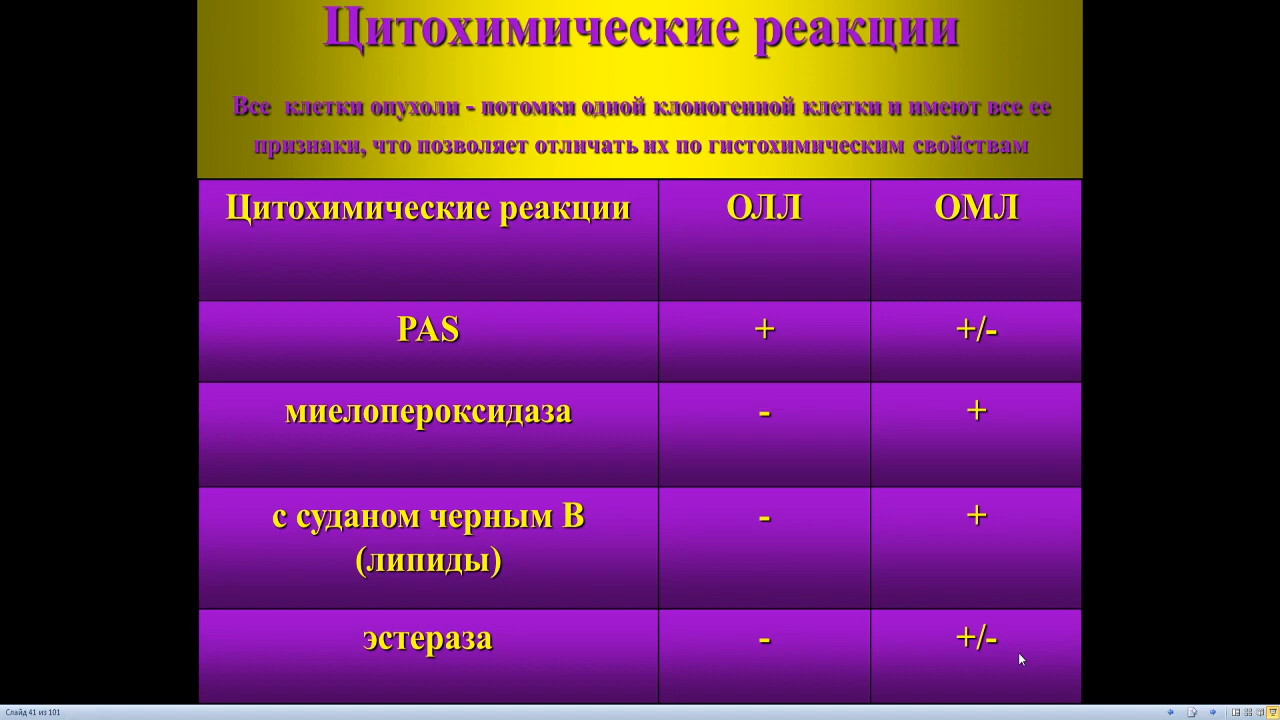 Цитохимические реакции
Все клетки опухоли - потомки одной клоногенной клетки и имеют все ее
признаки, что позволяет отличать их по гистохимическим свойствам
Цитохимические реакции ОЛЛ ОМЛ
PAS + +/-
миелопероксидаза - +
с суданом черным В - +
(липиды)
эстераза - +/-
Слайд 41 из 101